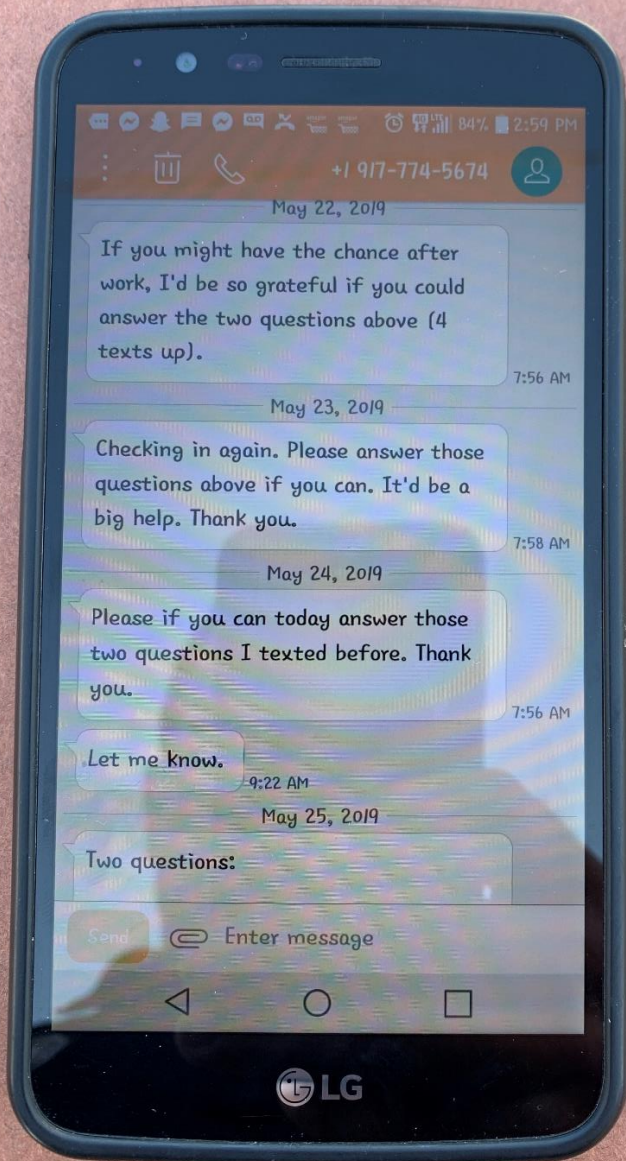 84% 2:59 PM
+1 917-774-5674
May 22, 2019
If you might have the chance after
work, I'd be so grateful if you could
answer the two questions above (4
texts up).
7:56 AM
May 23, 2019
Checking in again. Please answer those
questions above if you can. It'd be a
big help. Thank you.
7:58 AM
May 24, 2019
Please if you can today answer those
two questions I texted before. Thank
you.
7:56 AM
Let me know.
9:22 AM
May 25, 2019
Two questions:
Send Enter message
LG